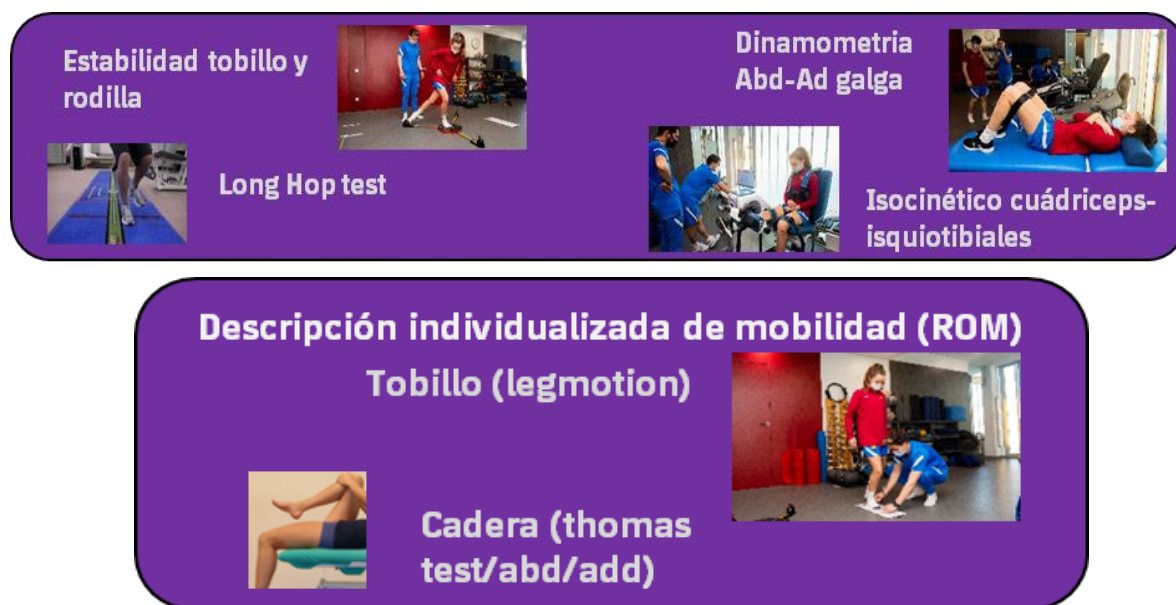 Estabilidad tobillo y
rodilla
Long Hop test
Dinamometria
Abd-Ad galga
Isocinético cuádriceps-
isquiotibiales
Descripción individualizada de mobilidad (ROM)
Tobillo (legmotion)
Cadera (thomas
test/abd/add)